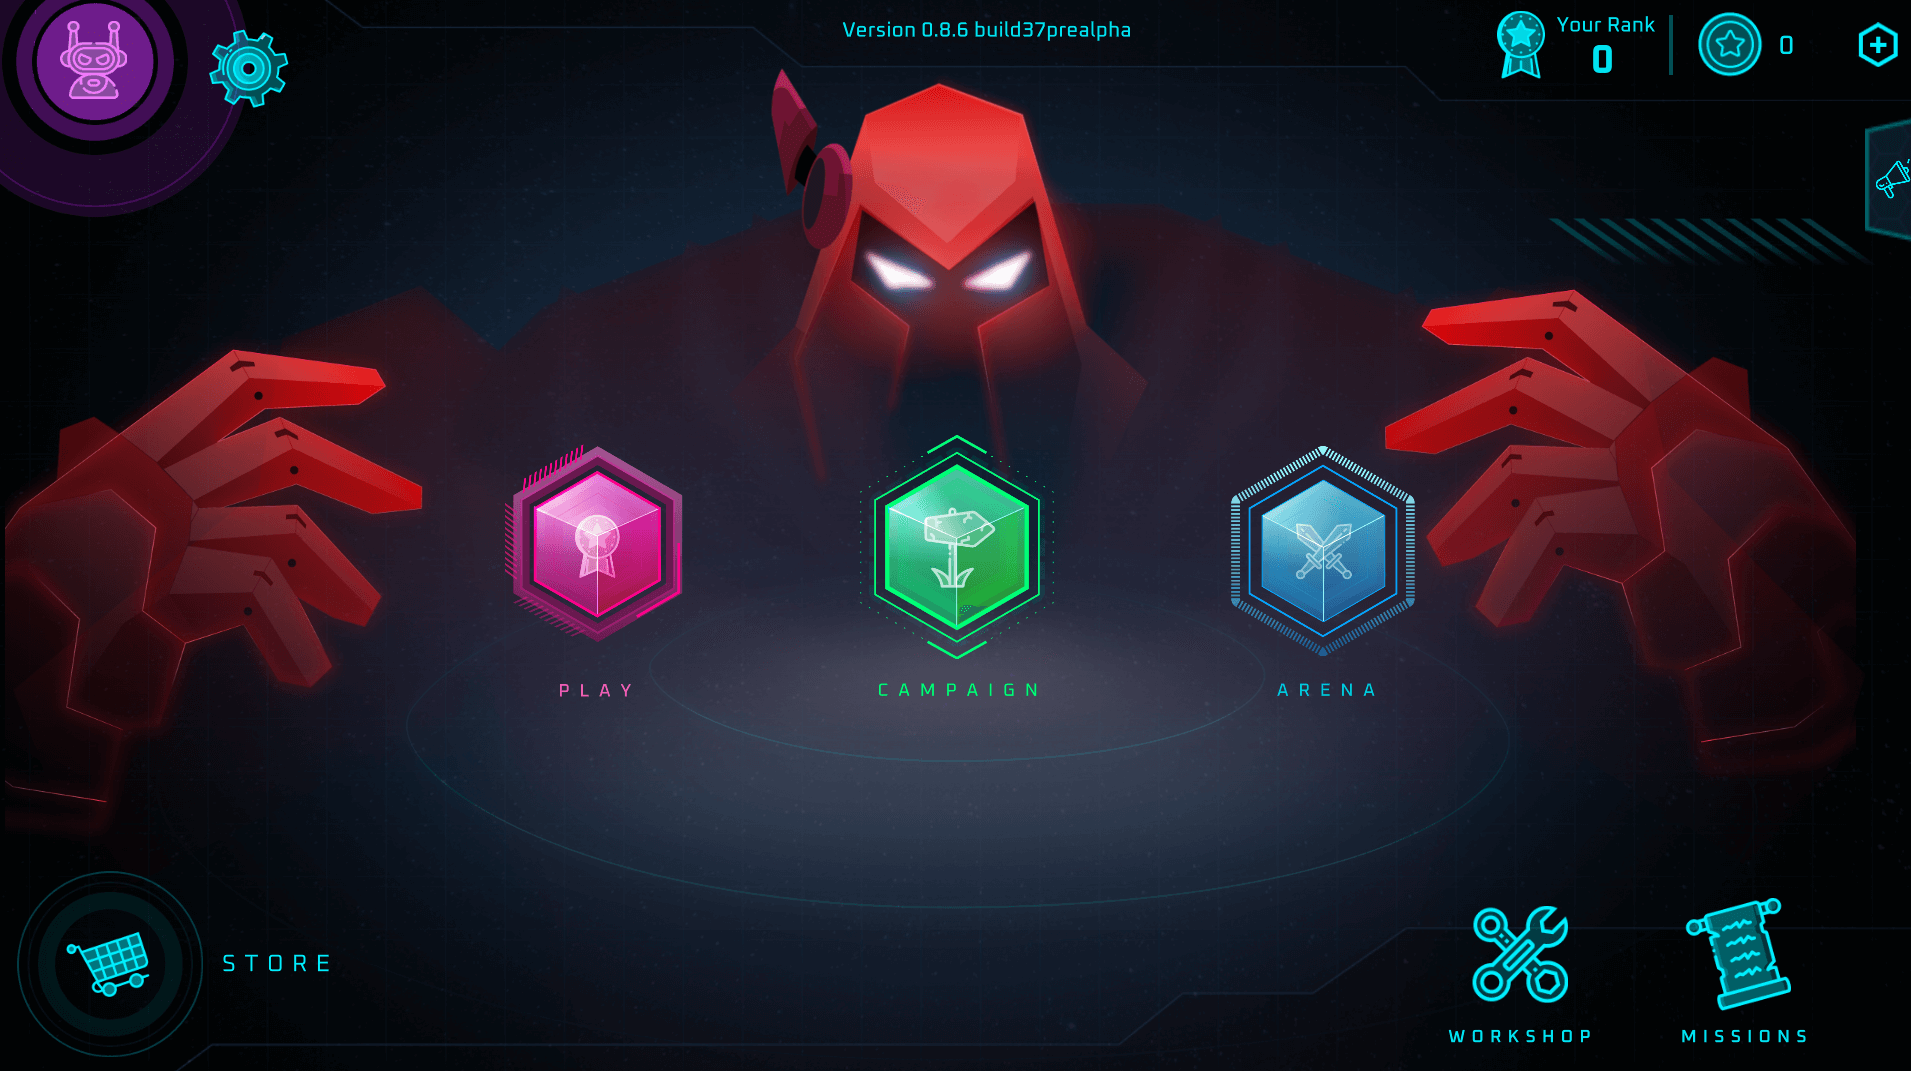 Version 0.8.6 build37prealpha
Your Rank
0
0
PLAY
CAMPAIGN
ARENA
STORE
WORKSHOP
MISSIONS